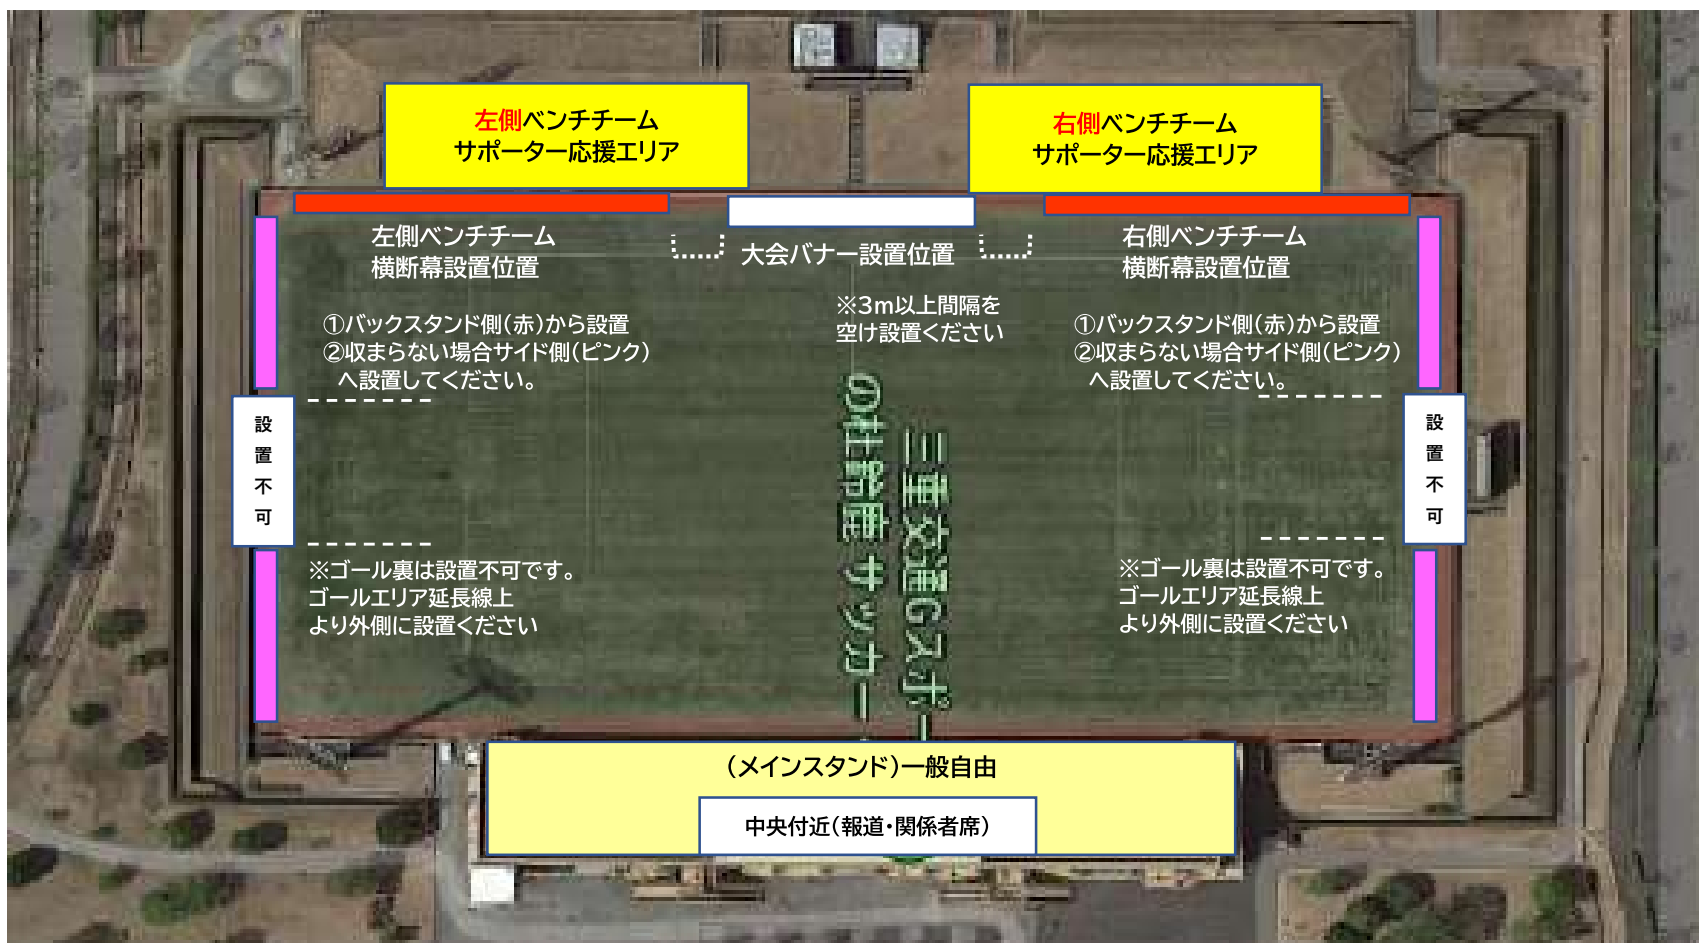 左側ベンチチーム
サポーター応援エリア
右側ベンチチーム
サポーター応援エリア
左側ベンチチーム
横断幕設置位置
大会バナー設置位置
右側ベンチチーム
横断幕設置位置
※3m以上間隔を
空け設置ください
①バックスタンド側（赤）から設置
②収まらない場合サイド側（ピンク）
へ設置してください。
①バックスタンド側（赤）から設置
②収まらない場合サイド側（ピンク）
へ設置してください。
設置不可
設置不可
三重交通Gスポー
の杜鈴鹿サッカー
※ゴール裏は設置不可です。
ゴールエリア延長線上
より外側に設置ください
※ゴール裏は設置不可です。
ゴールエリア延長線上
より外側に設置ください
（メインスタンド）一般自由
中央付近（報道・関係者席）